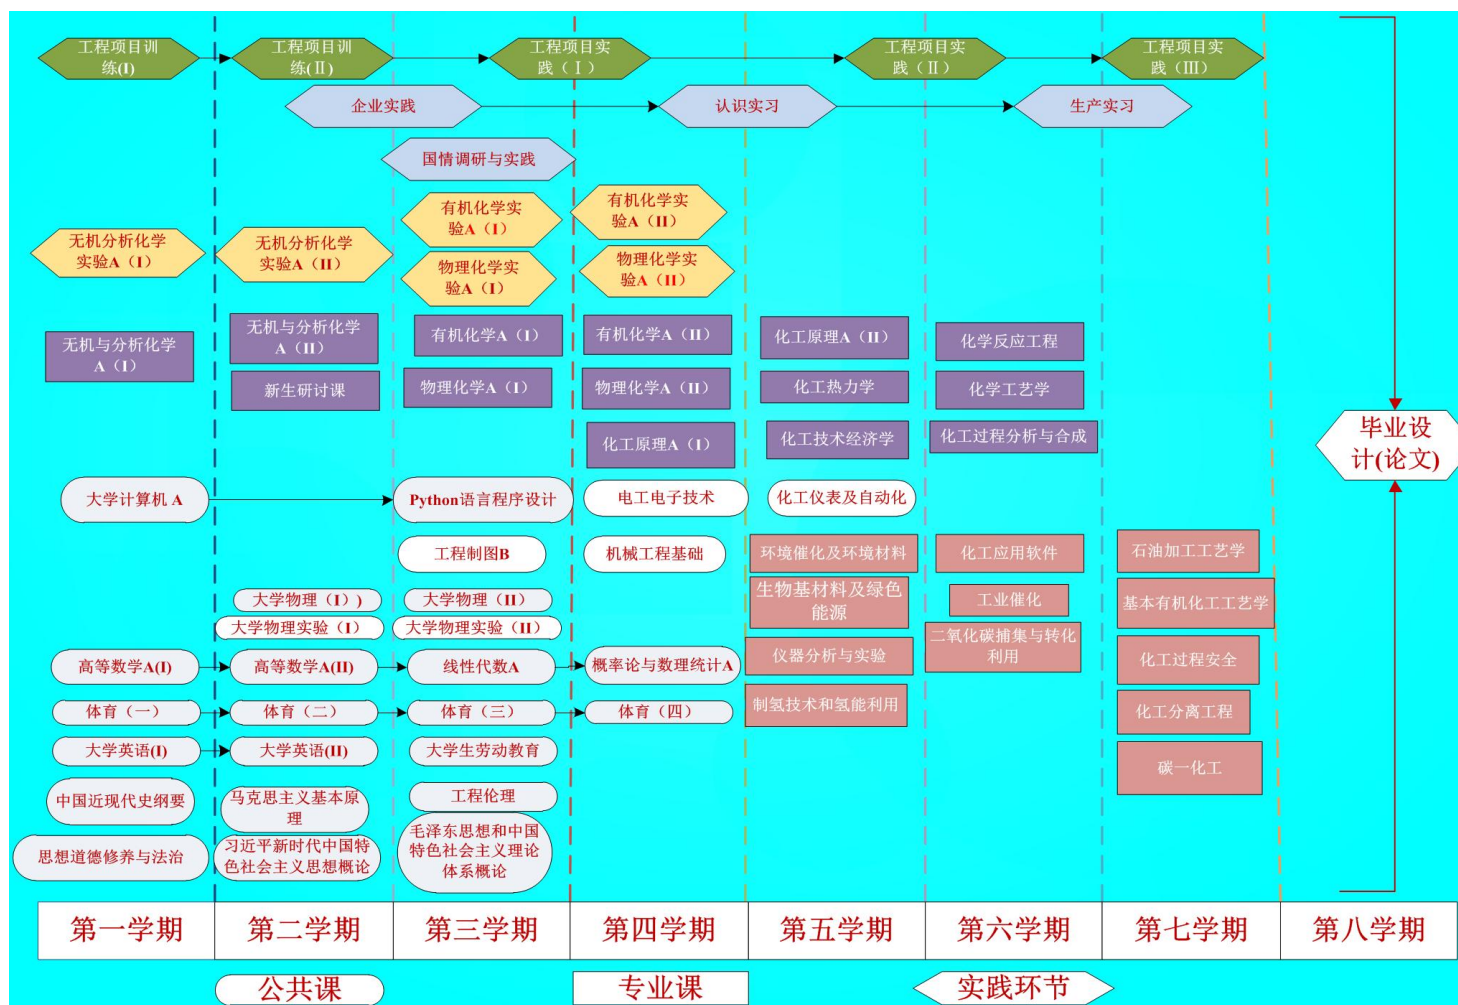 工程项目训
练(I)
工程项目训
练(Ⅱ)
工程项目实
践（Ⅰ）
工程项目实
践（Ⅱ）
工程项目实
践（Ⅲ）
企业实践
认识实习
生产实习
国情调研与实践
有机化学实
验A（I）
有机化学实
验A（II）
无机分析化学
实验A（I）
无机分析化学
实验A（II）
物理化学实
验A（I）
物理化学实
验A（II）
无机与分析化学
A（I）
无机与分析化学
A（II）
有机化学A（I）
有机化学A（II）
化工原理A（II）
化学反应工程
新生研讨课
物理化学A（I）
物理化学A（II）
化工热力学
化学工艺学
化工原理A（I）
化工技术经济学
化工过程分析与合成
毕业设
计(论文)
大学计算机 A
Python语言程序设计
电工电子技术
化工仪表及自动化
工程制图B
机械工程基础
环境催化及环境材料
化工应用软件
石油加工工艺学
大学物理（I））
大学物理（II）
生物基材料及绿色
能源
工业催化
基本有机化工工艺学
大学物理实验（I）
大学物理实验（II）
二氧化碳捕集与转化
利用
高等数学A(I)
高等数学A(II)
线性代数A
概率论与数理统计A
仪器分析与实验
化工过程安全
体育（一）
体育（二）
体育（三）
体育（四）
制氢技术和氢能利用
化工分离工程
大学英语(I)
大学英语(II)
大学生劳动教育
碳一化工
中国近现代史纲要
马克思主义基本原
理
工程伦理
思想道德修养与法治
习近平新时代中国特
色社会主义思想概论
毛泽东思想和中国
特色社会主义理论
体系概论
第一学期
第二学期
第三学期
第四学期
第五学期
第六学期
第七学期
第八学期
公共课
专业课
实践环节